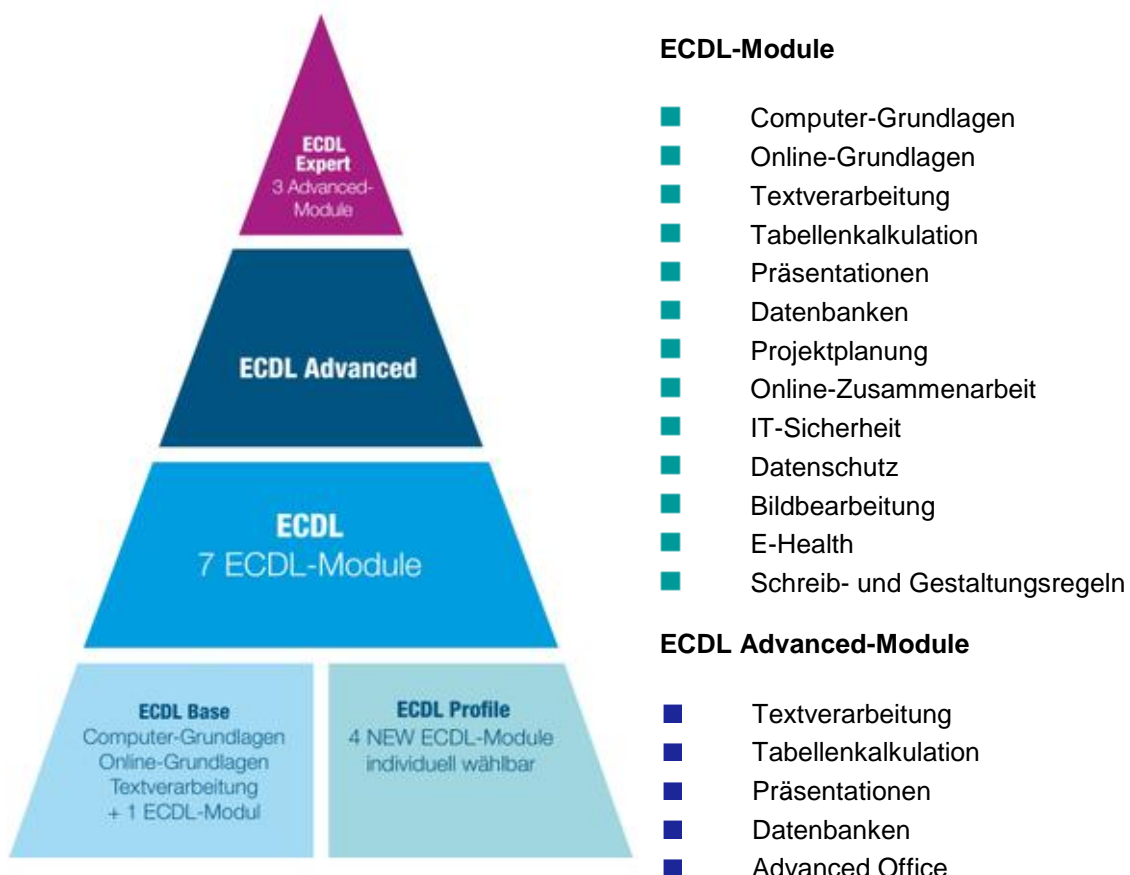 ECDL
Expert
3 Advanced-
Module
ECDL Advanced
ECDL
7 ECDL-Module
ECDL Base
Computer-Grundlagen
Online-Grundlagen
Textverarbeitung
+ 1 ECDL-Modul
ECDL Profile
4 NEW ECDL-Module
individuell wählbar
ECDL-Module
Computer-Grundlagen
Online-Grundlagen
Textverarbeitung
Tabellenkalkulation
Präsentationen
Datenbanken
Projektplanung
Online-Zusammenarbeit
IT-Sicherheit
Datenschutz
Bildbearbeitung
E-Health
Schreib- und Gestaltungsregeln
ECDL Advanced-Module
Textverarbeitung
Tabellenkalkulation
Präsentationen
Datenbanken
Advanced Office